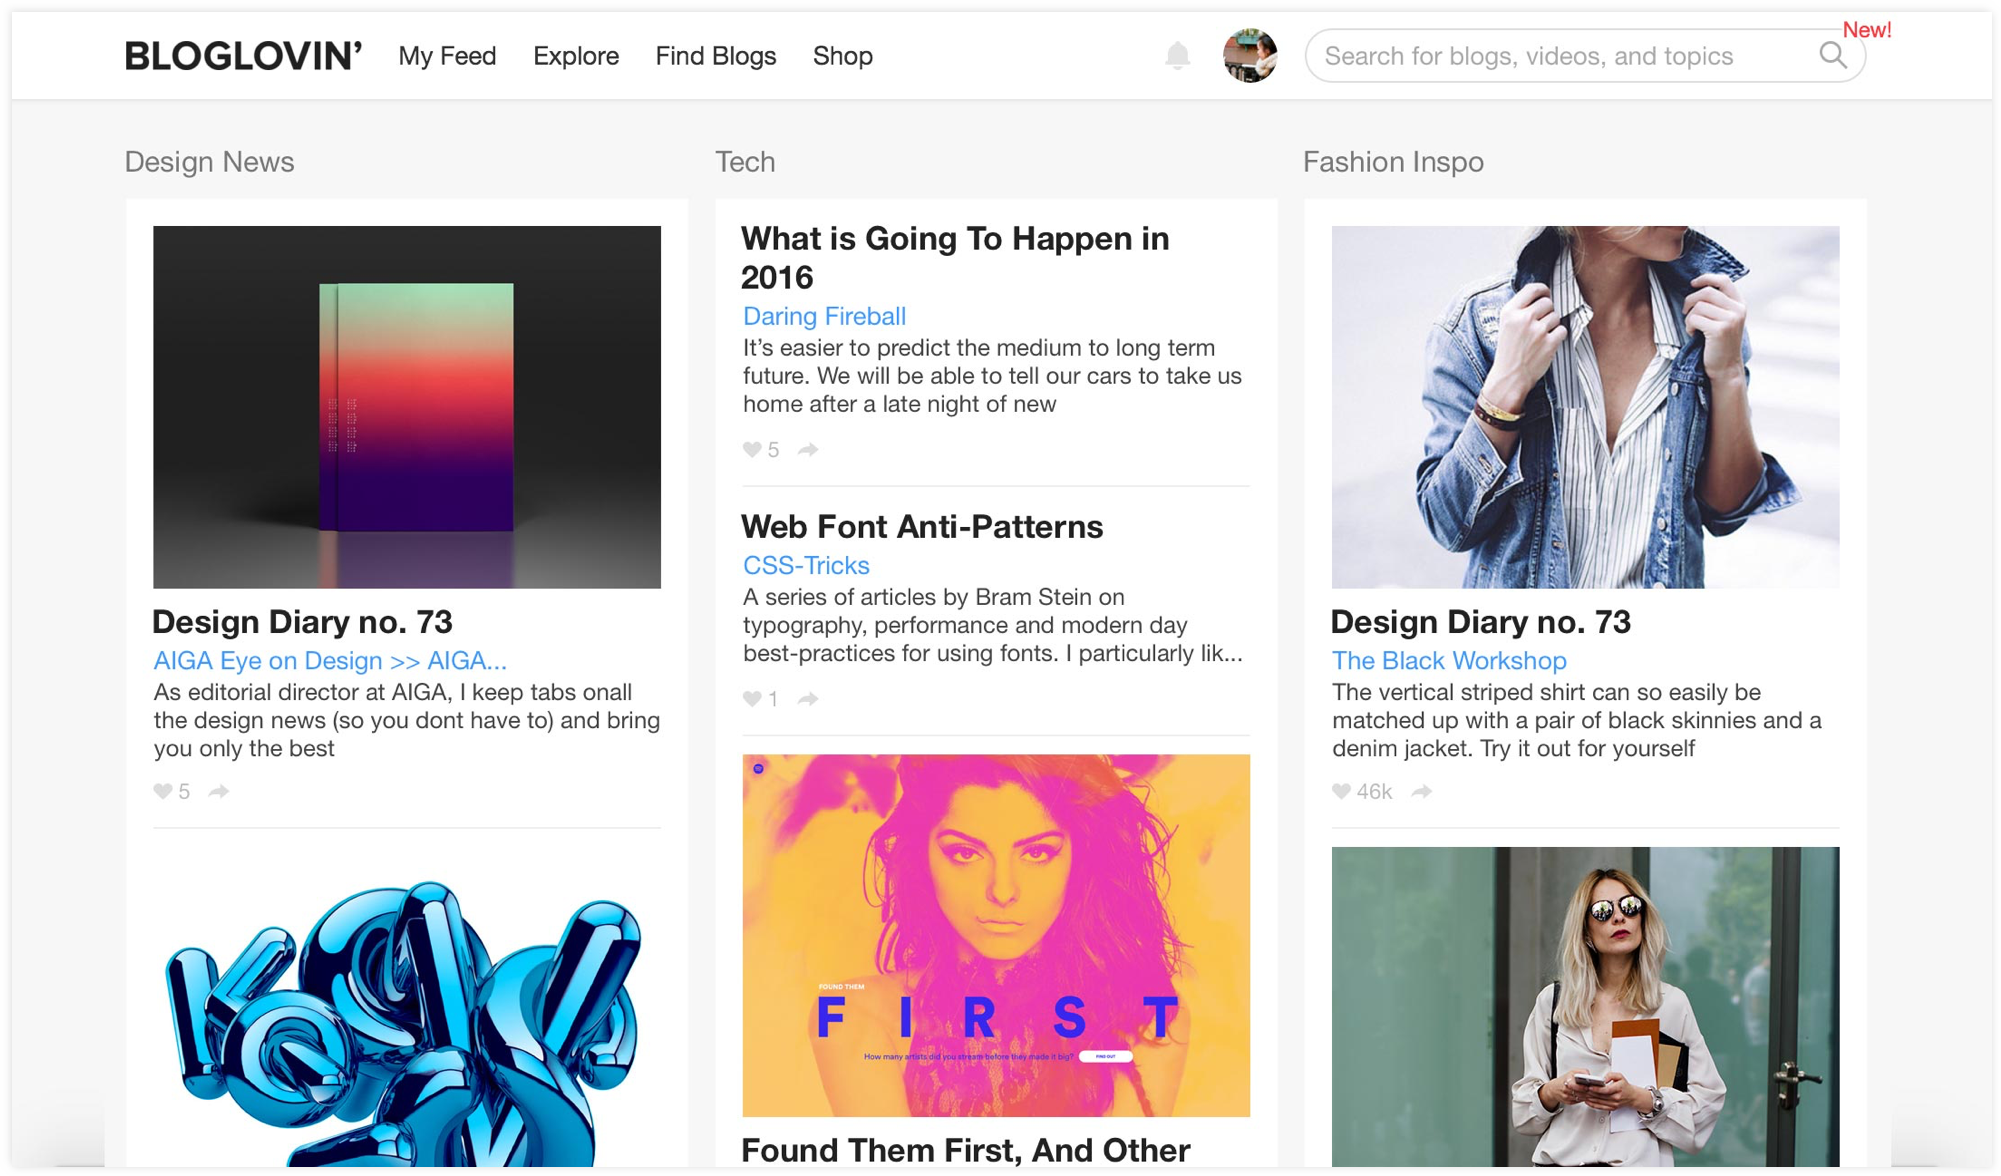 BLOGLOVIN’ My Feed Explore Find Blogs Shop Search for blogs, videos, and topics New!
Design News
Design Diary no. 73
AIGA Eye on Design >> AIGA...
As editorial director at AIGA, I keep tabs onall
the design news (so you dont have to) and bring
you only the best
5
Tech
What is Going To Happen in
2016
Daring Fireball
It’s easier to predict the medium to long term
future. We will be able to tell our cars to take us
home after a late night of new
5
Web Font Anti-Patterns
CSS-Tricks
A series of articles by Bram Stein on
typography, performance and modern day
best-practices for using fonts. I particularly lik...
1
FOUND THEM
FIRST
How many artists did you stream before they made it big? FIND OUT
Found Them First, And Other
Fashion Inspo
Design Diary no. 73
The Black Workshop
The vertical striped shirt can so easily be
matched up with a pair of black skinnies and a
denim jacket. Try it out for yourself
46k